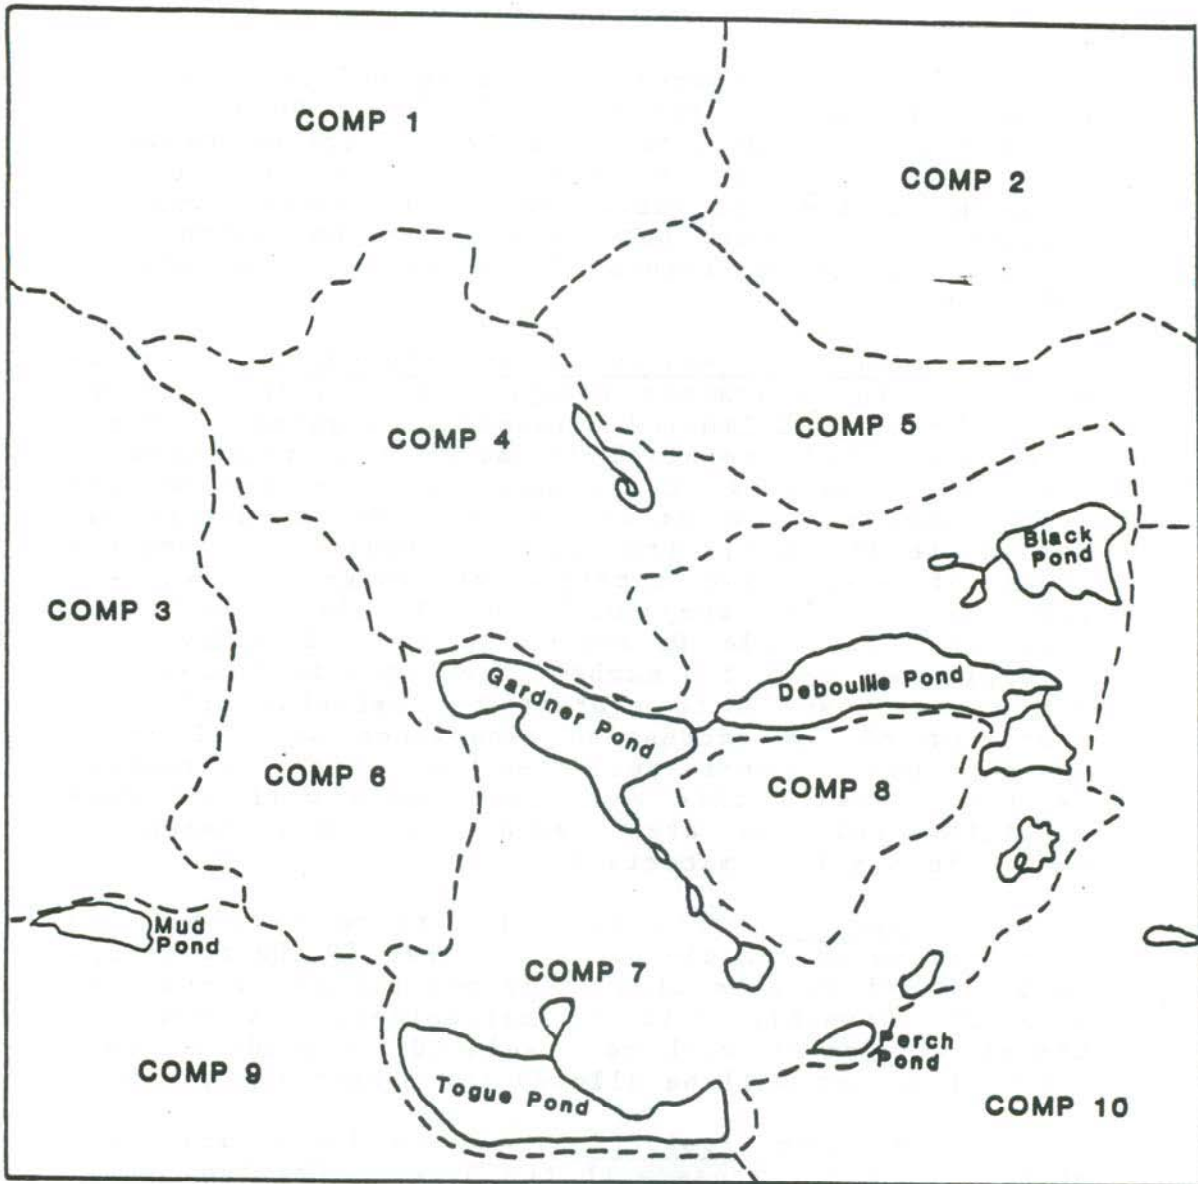 COMP 1
COMP 2
COMP 4
COMP 5
Black
Pond
COMP 3
Gardner Pond
Deboullie Pond
COMP 6
COMP 8
Mud
Pond
COMP 7
Perch
Pond
COMP 9
Togue Pond
COMP 10